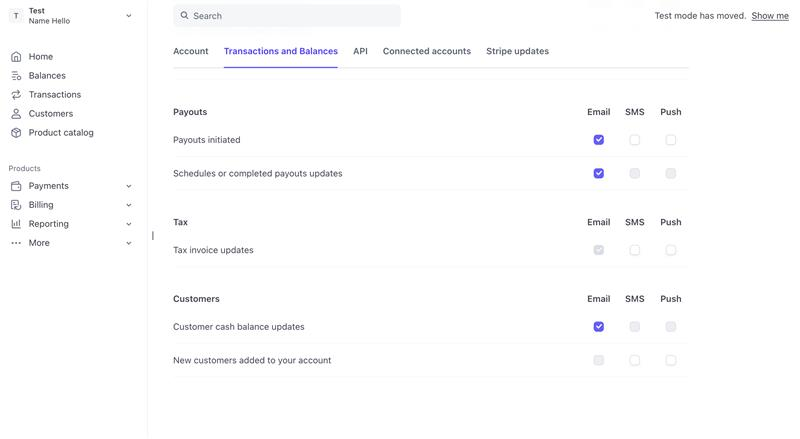 T
Test
Name Hello
Home
Balances
Transactions
Customers
Product catalog
Products
Payments
Billing
Reporting
More
Search
Test mode has moved. Show me
Account Transactions and Balances API Connected accounts Stripe updates
Payouts Email SMS Push
Payouts initiated
Schedules or completed payouts updates
Tax Email SMS Push
Tax invoice updates
Customers Email SMS Push
Customer cash balance updates
New customers added to your account